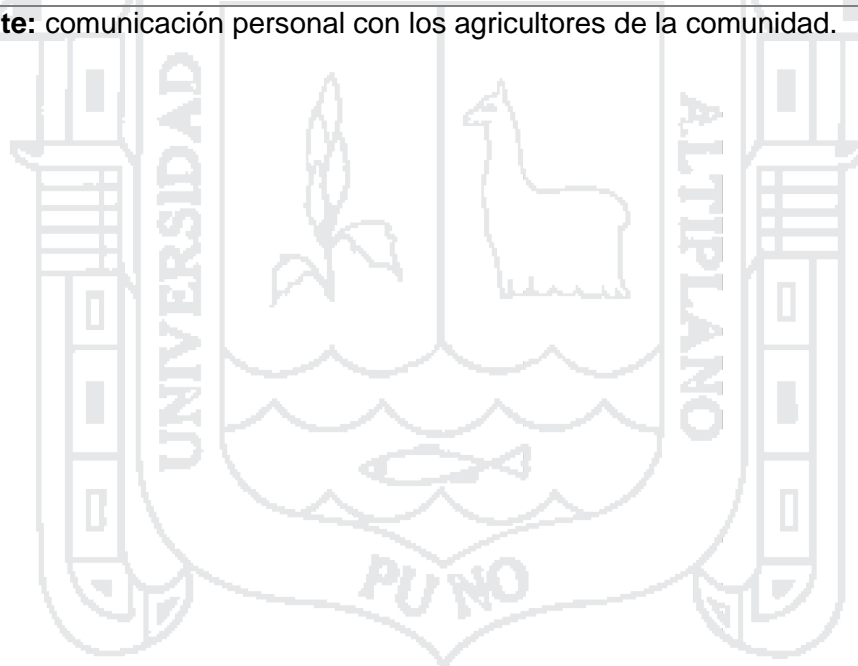 te: comunicación personal con los agricultores de la comunidad.
UNIVERSIDAD
ALTIPLANO
PUNO